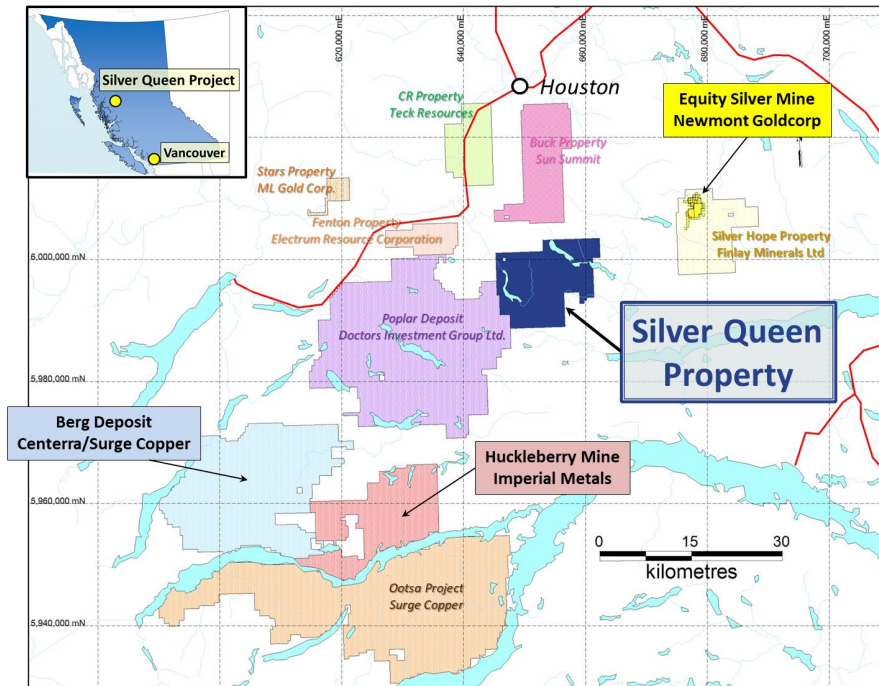 620,000 mE
640,000 mE
660,000 mE
680,000 mE
700,000 mE
Silver Queen Project
Vancouver
Houston
CR Property
Teck Resources
Equity Silver Mine
Newmont Goldcorp
Buck Property
Sun Summit
Stars Property
ML Gold Corp.
Fenton Property
Electrum Resource Corporation
Silver Hope Property
Finlay Minerals Ltd
6,000,000 mN
Poplar Deposit
Doctors Investment Group Ltd.
Silver Queen
Property
5,980,000 mN
Berg Deposit
Centerra/Surge Copper
Huckleberry Mine
Imperial Metals
5,960,000 mN
0 15 30
kilometres
Ootsa Project
Surge Copper
5,940,000 mN